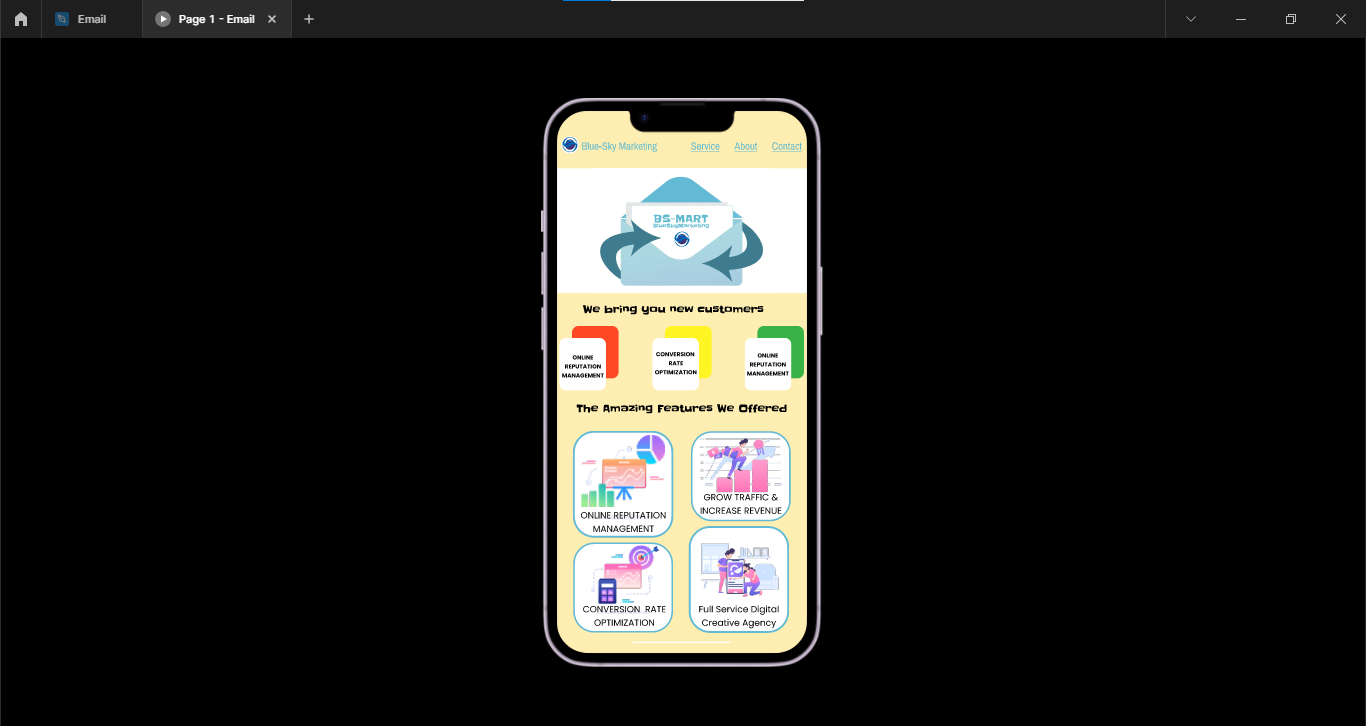 Email
Page 1 - Email
Blue-Sky Marketing
Service
About
Contact
BS-MART
BlueSkyMarketing
We bring you new customers
ONLINE
REPUTATION
MANAGEMENT
CONVERSION
RATE
OPTIMIZATION
ONLINE
REPUTATION
MANAGEMENT
The Amazing Features We Offered
ONLINE REPUTATION
MANAGEMENT
GROW TRAFFIC &
INCREASE REVENUE
CONVERSION RATE
OPTIMIZATION
Full Service Digital
Creative Agency